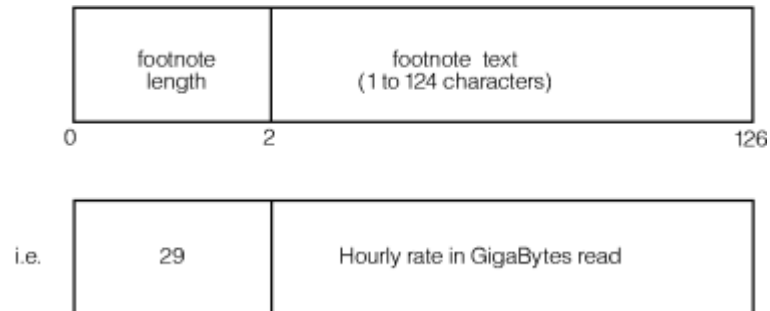 footnote
length
footnote text
(1 to 124 characters)
0
2
126
i.e.
29
Hourly rate in GigaBytes read